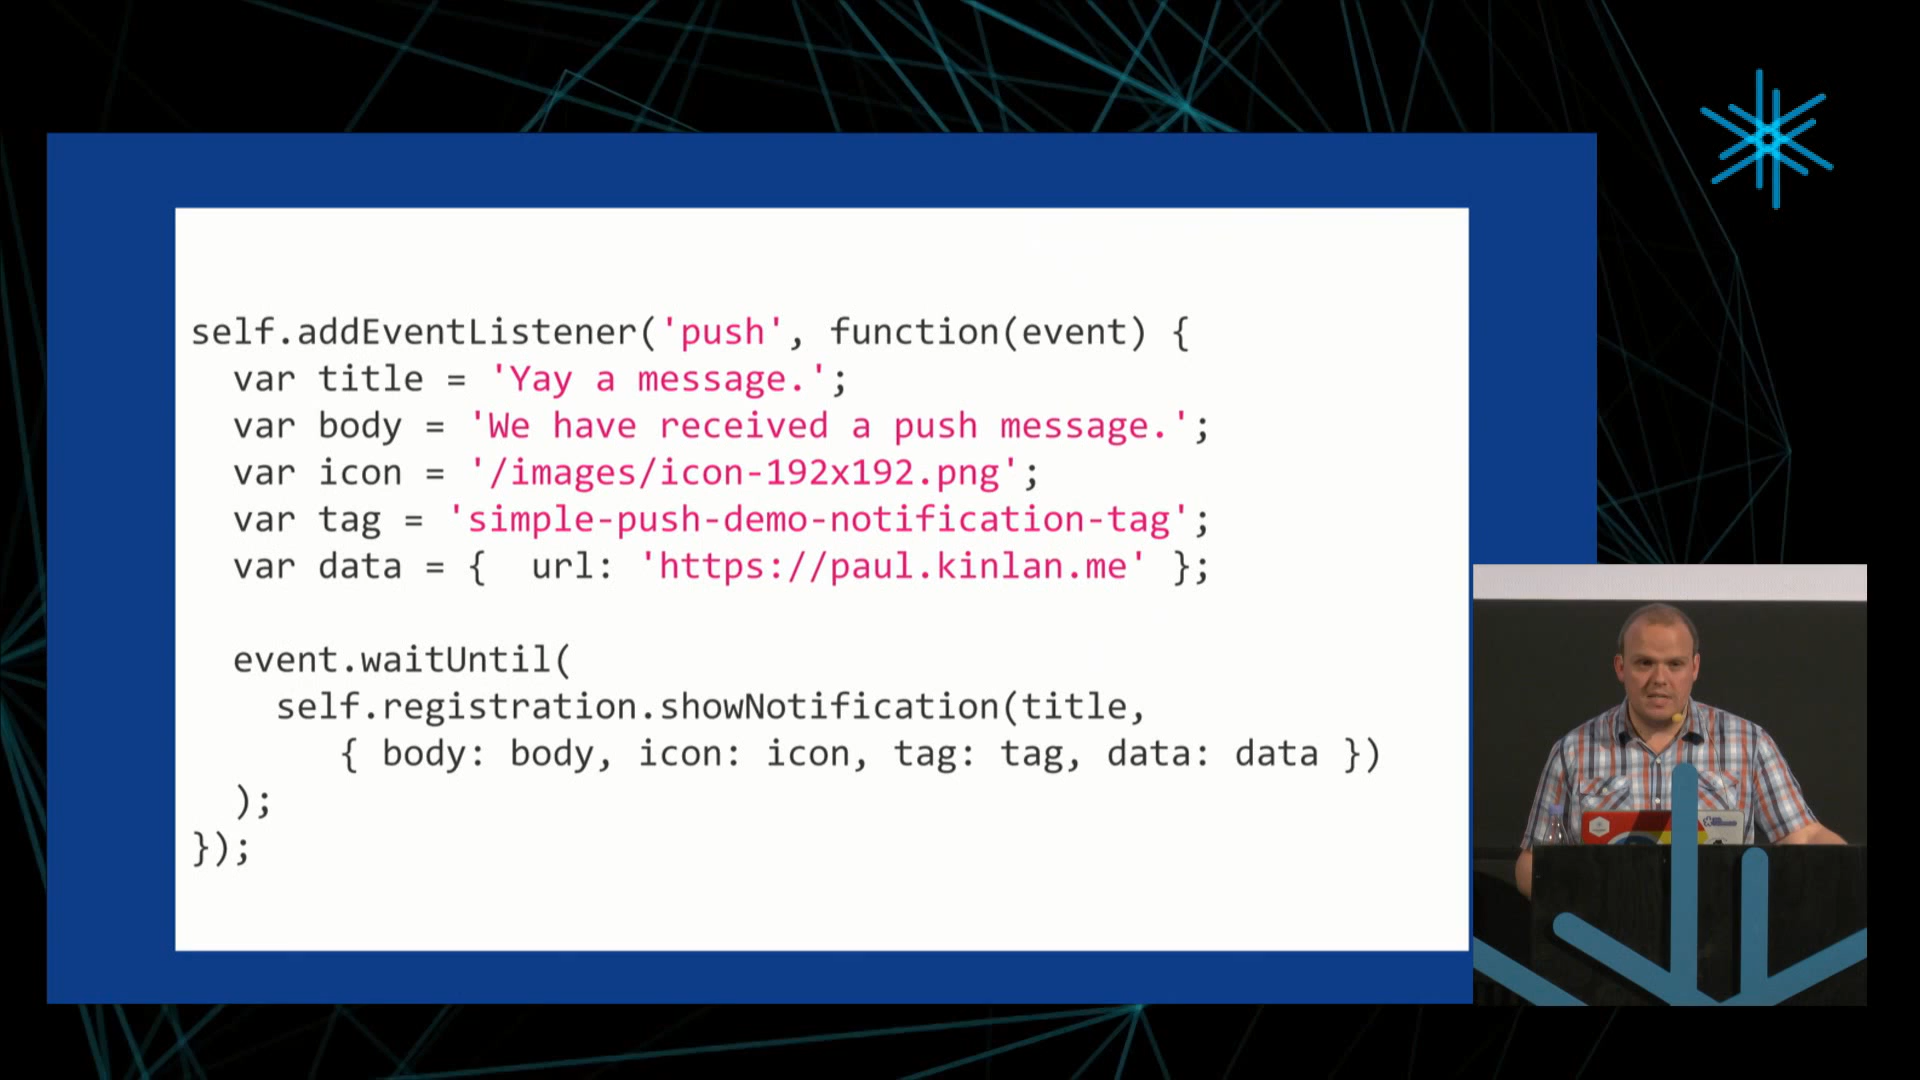 self.addEventListener('push', function(event) {
  var title = 'Yay a message.';
  var body = 'We have received a push message.';
  var icon = '/images/icon-192x192.png';
  var tag = 'simple-push-demo-notification-tag';
  var data = {  url: 'https://paul.kinlan.me' };
  event.waitUntil(
    self.registration.showNotification(title,
       { body: body, icon: icon, tag: tag, data: data })
  );
});